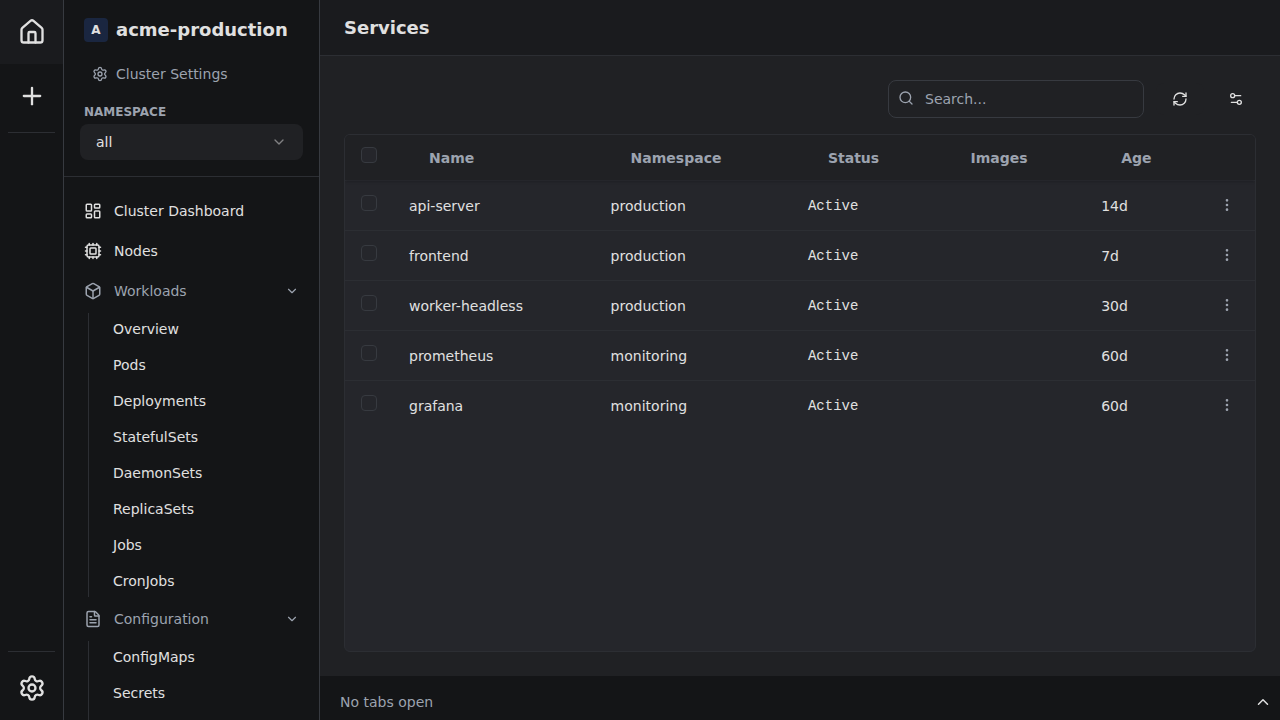 A acme-production
Cluster Settings
NAMESPACE
all
Cluster Dashboard
Nodes
Workloads
Overview
Pods
Deployments
StatefulSets
DaemonSets
ReplicaSets
Jobs
CronJobs
Configuration
ConfigMaps
Secrets
Services
Search...
Name Namespace Status Images Age
api-server production Active 14d
frontend production Active 7d
worker-headless production Active 30d
prometheus monitoring Active 60d
grafana monitoring Active 60d
No tabs open